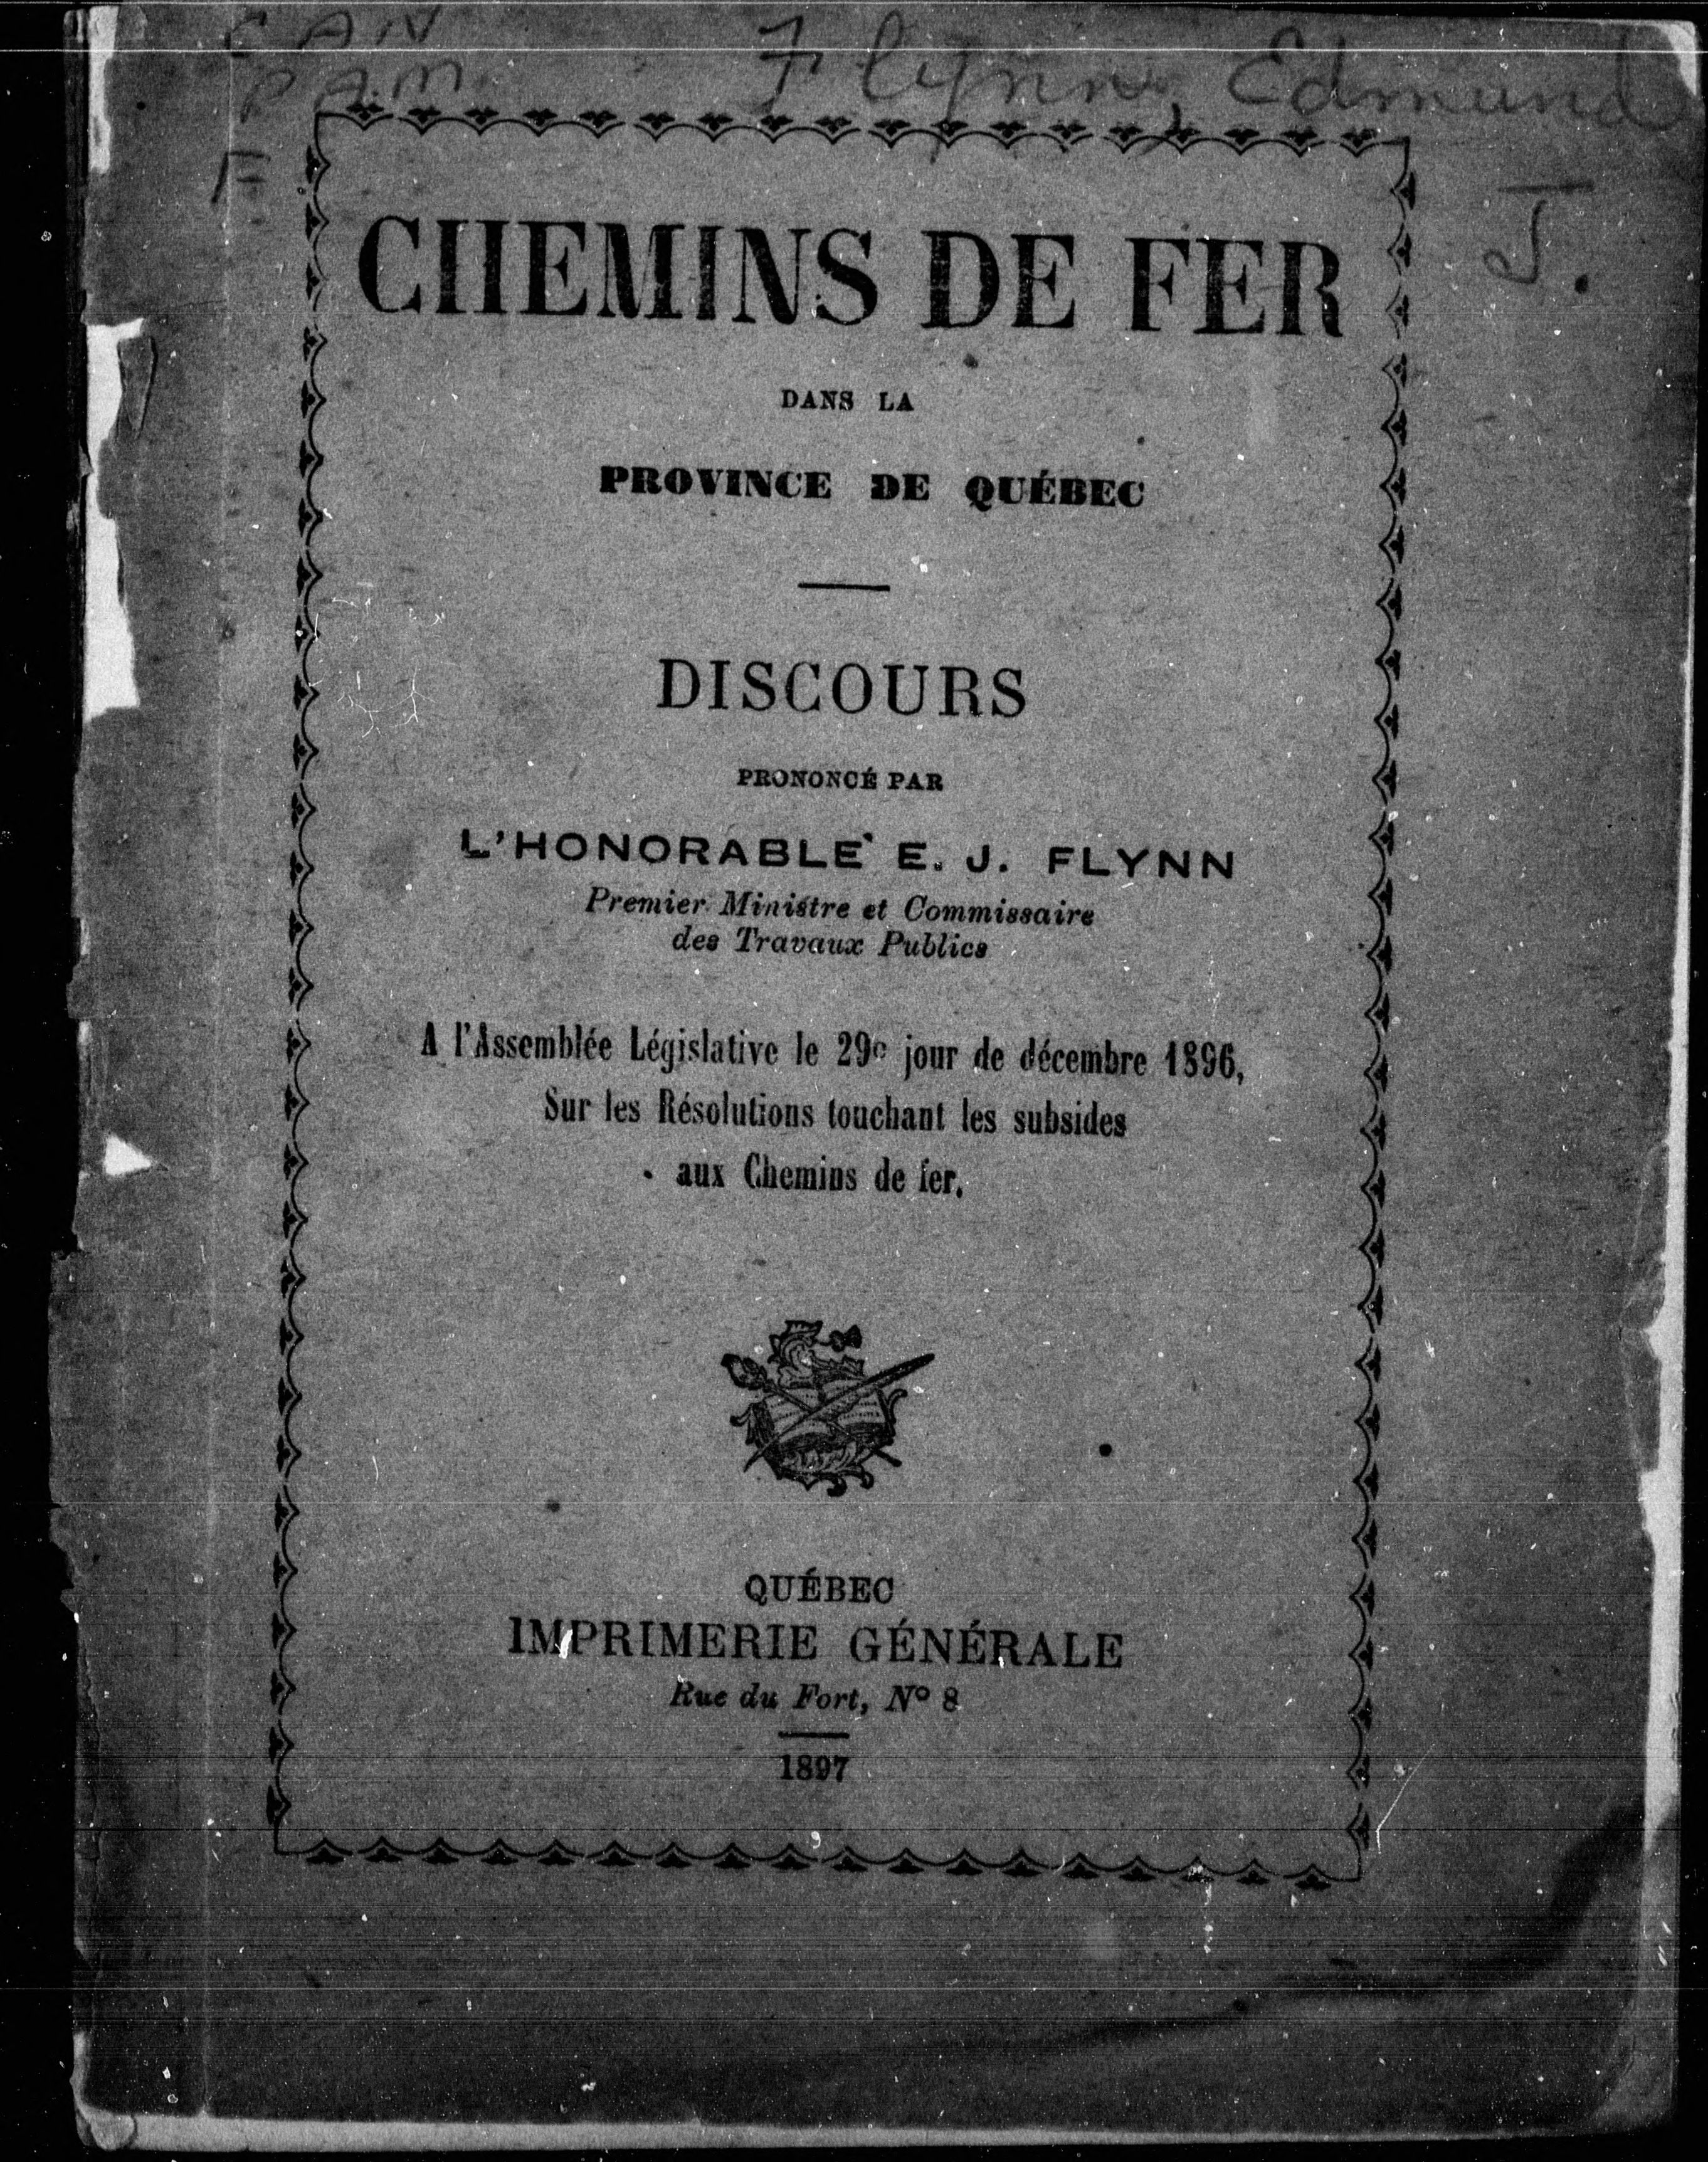 CAN
PAM
F
Flynn, Edmund
J.
CHEMINS DE FER
DANS LA
PROVINCE DE QUÉBEC
DISCOURS
PRONONCÉ PAR
L'HONORABLE E. J. FLYNN
Premier Ministre et Commissaire
des Travaux Publics
A l'Assemblée Législative le 29e jour de décembre 1896,
Sur les Résolutions touchant les subsides
aux Chemins de fer.
QUÉBEC
IMPRIMERIE GÉNÉRALE
Rue du Fort, No 8
1897